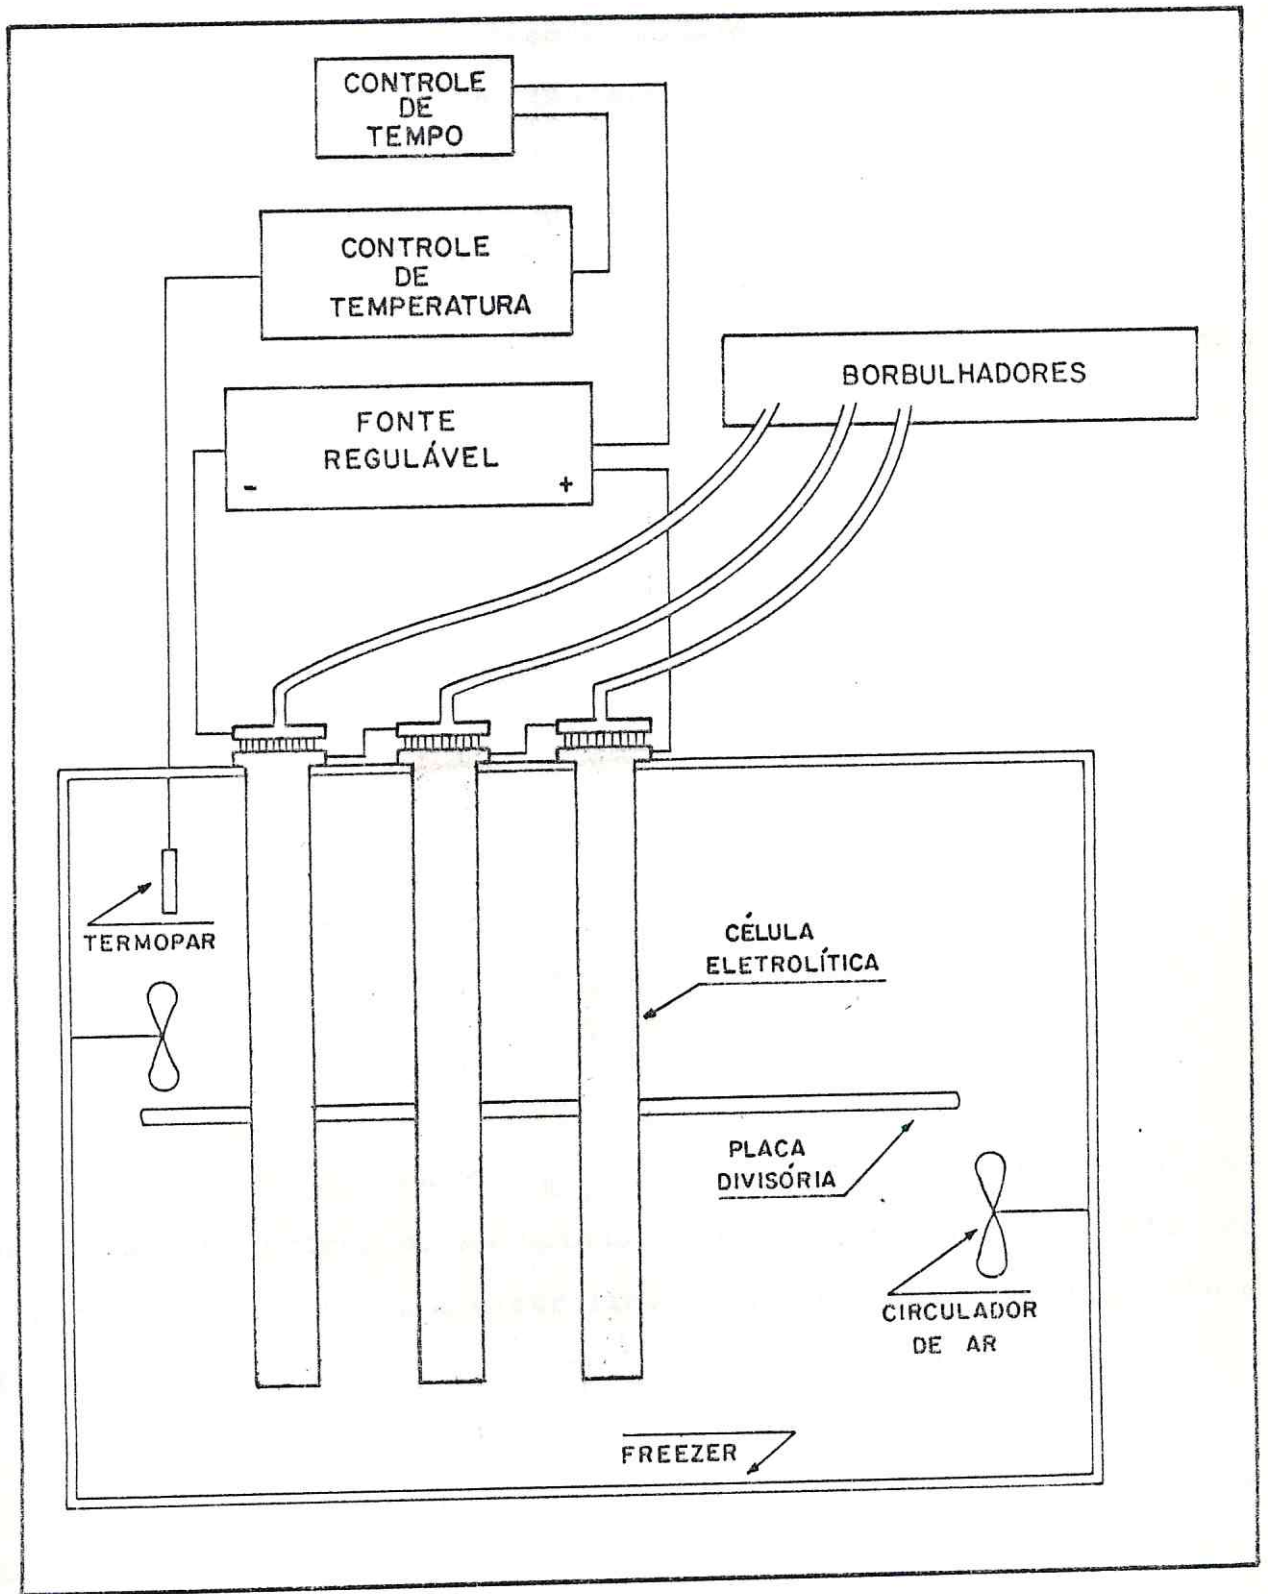 CONTROLE
DE
TEMPO
CONTROLE
DE
TEMPERATURA
BORBULHADORES
FONTE
REGULÁVEL
- +
TERMOPAR
CÉLULA
ELETROLÍTICA
PLACA
DIVISÓRIA
CIRCULADOR
DE AR
FREEZER